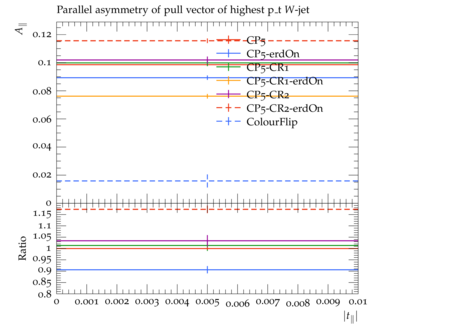 Parallel asymmetry of pull vector of highest p.t W-jet
A∥
0.12
0.1
0.08
0.06
0.04
0.02
0
CP5
CP5-erdOn
CP5-CR1
CP5-CR1-erdOn
CP5-CR2
CP5-CR2-erdOn
ColourFlip
Ratio
1.15
1.1
1.05
1.0
0.95
0.9
0.85
0.8
0 0.001 0.002 0.003 0.004 0.005 0.006 0.007 0.008 0.009 0.01
|t∥|